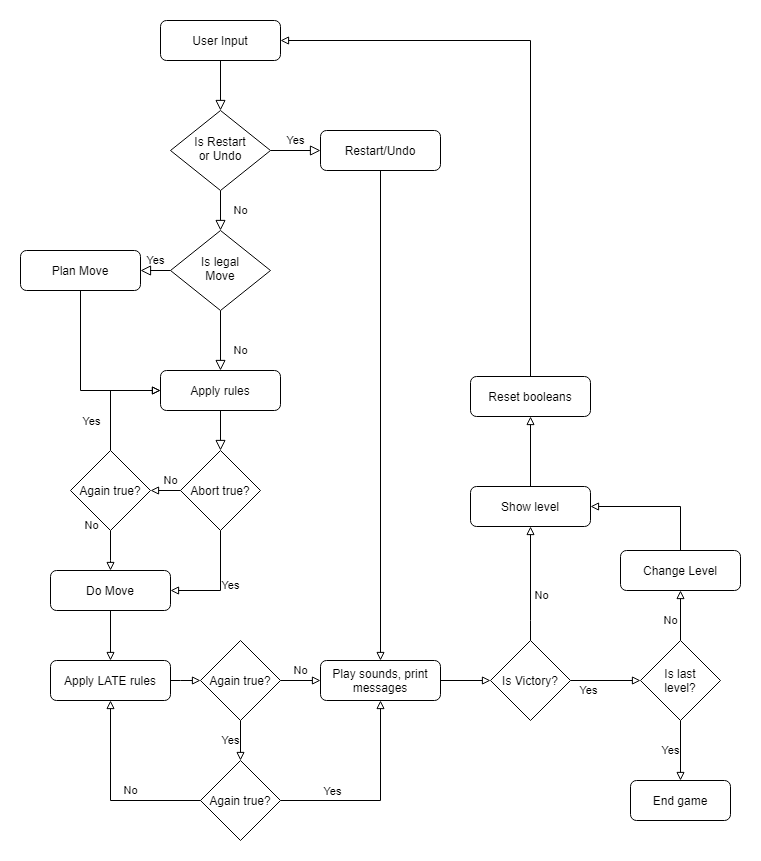 User Input
Is Restart
or Undo
Yes
Restart/Undo
No
Plan Move
Yes
Is legal
Move
No
Apply rules
Yes
Again true?
No
Abort true?
No
Yes
Do Move
Apply LATE rules
Again true?
No
Play sounds, print
messages
Yes
Again true?
No
Yes
Reset booleans
Show level
Change Level
No
No
Is Victory?
Yes
Is last
level?
Yes
End game